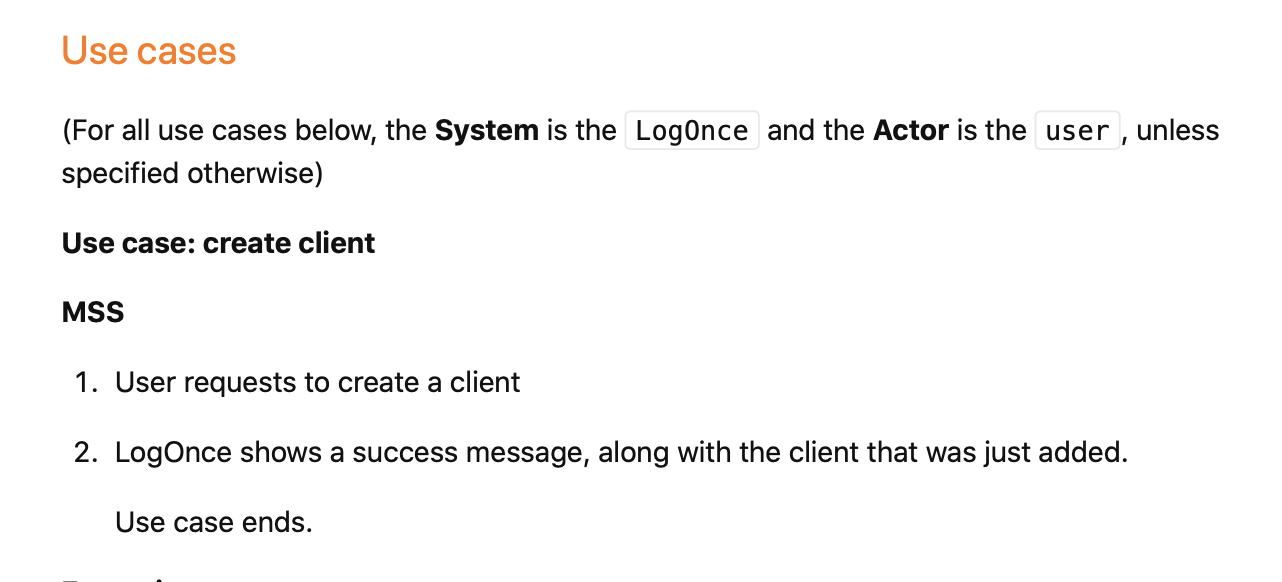 Use cases
(For all use cases below, the System is the LogOnce and the Actor is the user, unless
specified otherwise)
Use case: create client
MSS
1. User requests to create a client
2. LogOnce shows a success message, along with the client that was just added.
Use case ends.